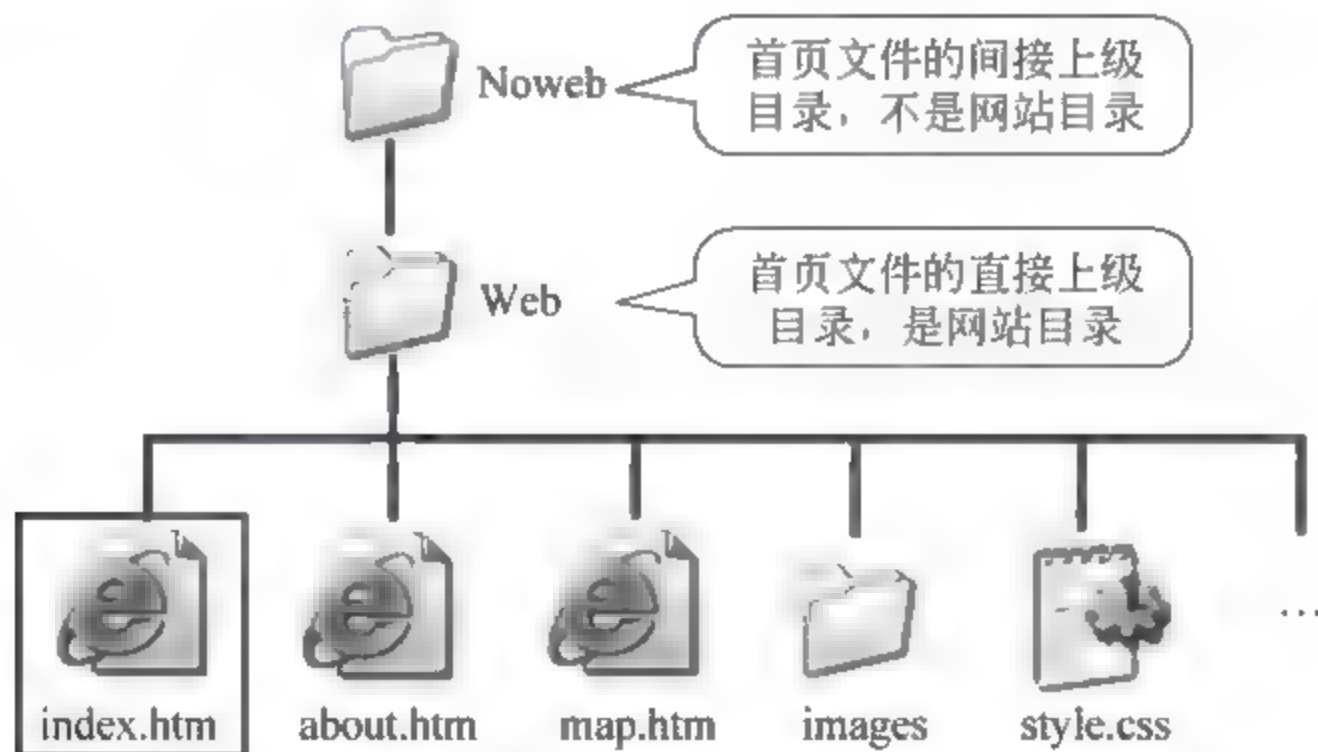 Noweb
首页文件的间接上级
目录，不是网站目录
Web
首页文件的直接上级
目录，是网站目录
index.htm
about.htm
map.htm
images
style.css
…